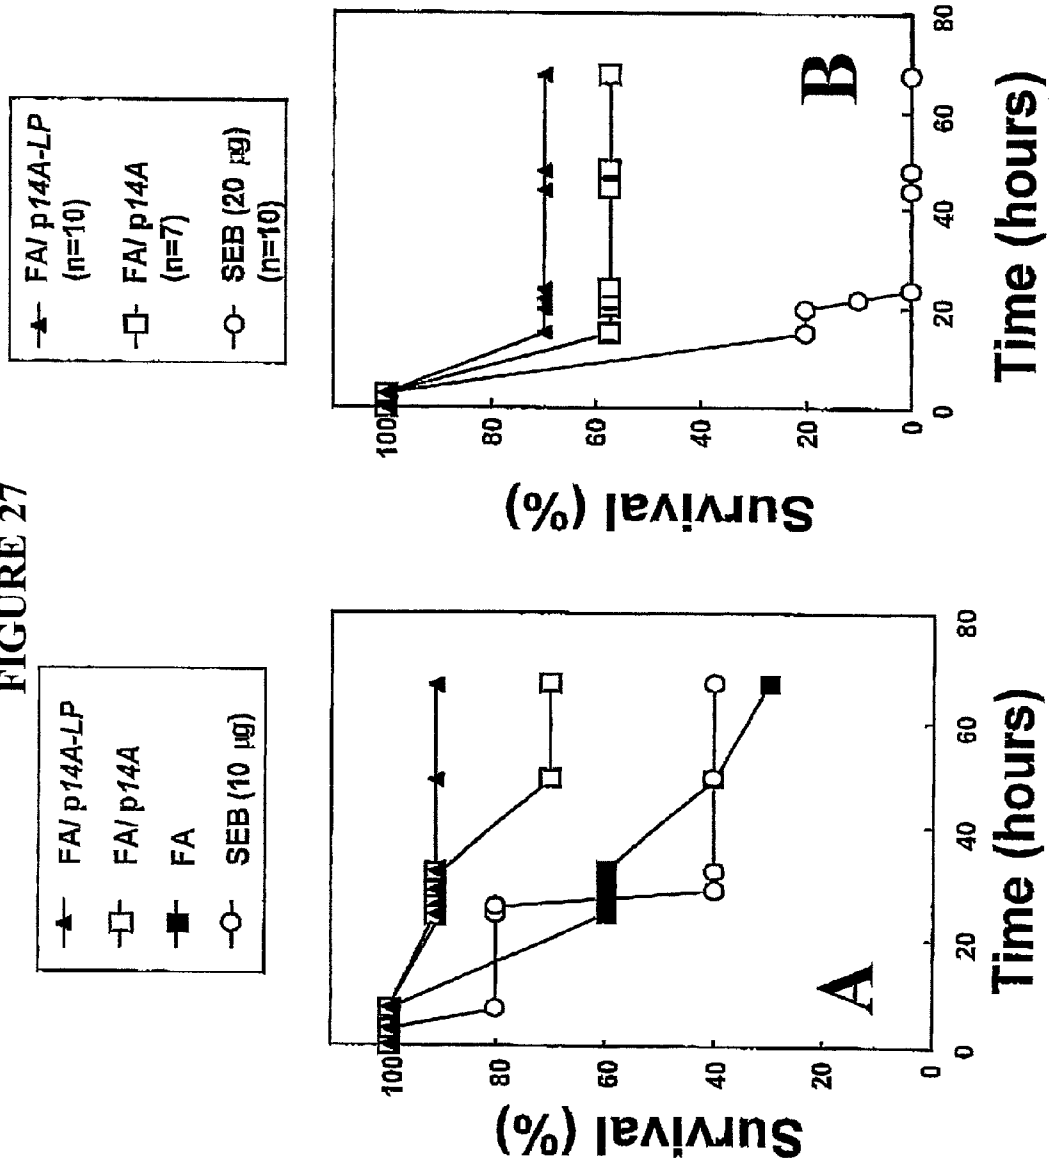 FIGURE 27
FA/ p14A-LP
FA/ p14A
FA
SEB (10 µg)
Survival (%)
100
80
60
40
20
0
A
0
20
40
60
80
Time (hours)
FA/ p14A-LP
(n=10)
FA/ p14A
(n=7)
SEB (20 µg)
(n=10)
Survival (%)
100
80
60
40
20
0
B
0
20
40
60
80
Time (hours)